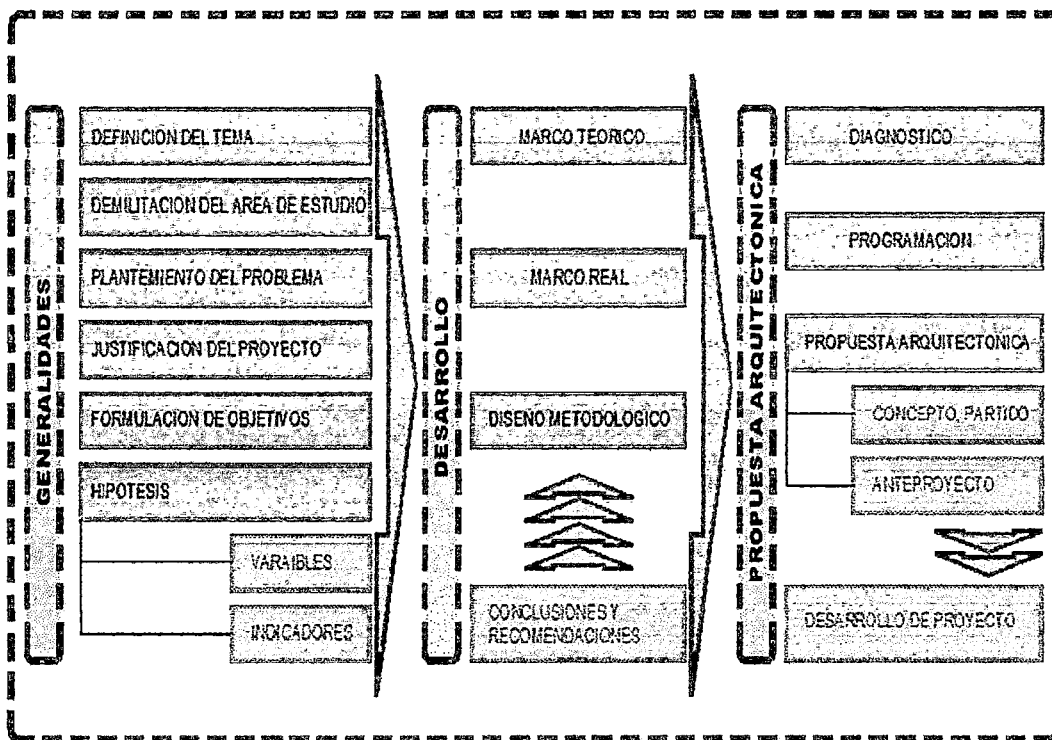 GENERALIDADES
DEFINICION DEL TEMA
DEMILITACION DEL AREA DE ESTUDIO
PLANTEMIENTO DEL PROBLEMA
JUSTIFICACION DEL PROYECTO
FORMULACION DE OBJETIVOS
HIPOTESIS
VARAIBLES
INDICADORES
DESARROLLO
MARCO TEORICO
MARCO REAL
DISEÑO METODOLOGICO
CONCLUSIONES Y
RECOMENDACIONES
PROPUESTA ARQUITECTONICA
DIAGNOSTICO
PROGRAMACION
PROPUESTA ARQUITECTONICA
CONCEPTO, PARTIDO
ANTEPROYECTO
DESARROLLO DE PROYECTO